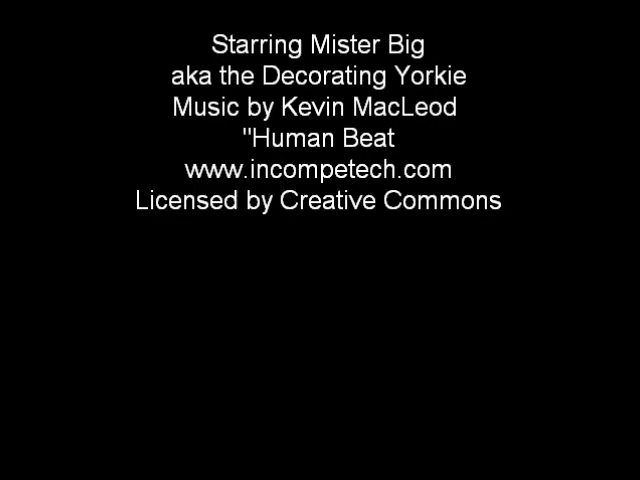 Starring Mister Big
aka the Decorating Yorkie
Music by Kevin MacLeod
"Human Beat
www.incompetech.com
Licensed by Creative Commons